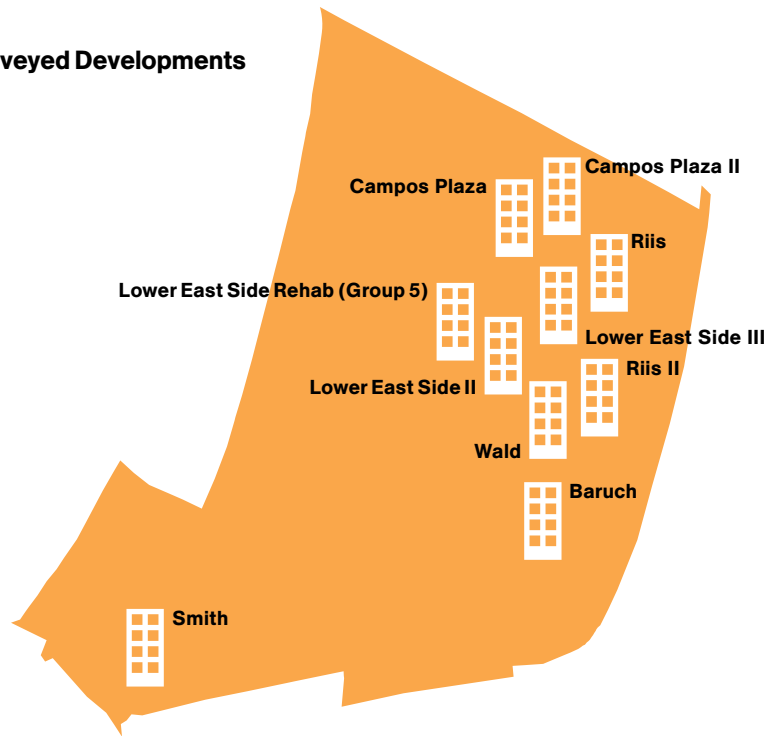 veyed Developments
Campos Plaza II
Campos Plaza
Riis
Lower East Side Rehab (Group 5)
Lower East Side III
Riis II
Lower East Side II
Wald
Baruch
Smith